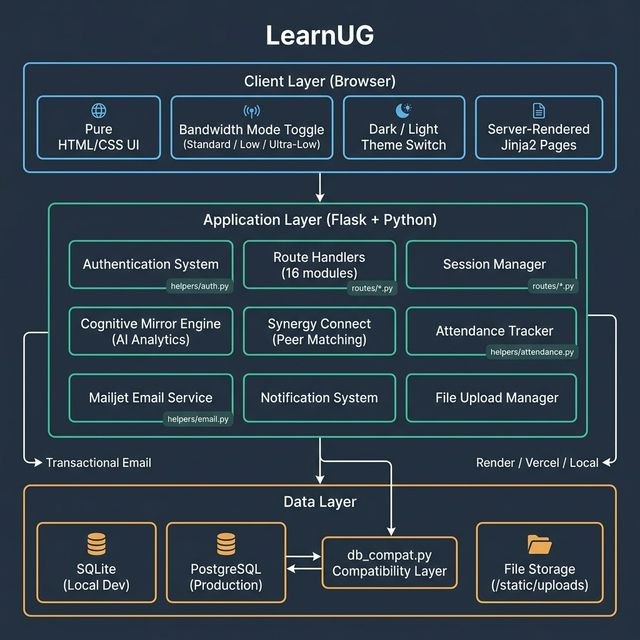 LearnUG
Client Layer (Browser)
Pure
HTML/CSS UI
Bandwidth Mode Toggle
(Standard / Low / Ultra-Low)
Dark / Light
Theme Switch
Server-Rendered
Jinja2 Pages
Application Layer (Flask + Python)
Authentication System
helpers/auth.py
Route Handlers
(16 modules)
routes/*.py
Session Manager
routes/*.py
Cognitive Mirror Engine
(AI Analytics)
Synergy Connect
(Peer Matching)
Attendance Tracker
helpers/attendance.py
Mailjet Email Service
helpers/email.py
Notification System
File Upload Manager
Transactional Email
Render / Vercel / Local
Data Layer
SQLite
(Local Dev)
PostgreSQL
(Production)
db_compat.py
Compatibility Layer
File Storage
(/static/uploads)